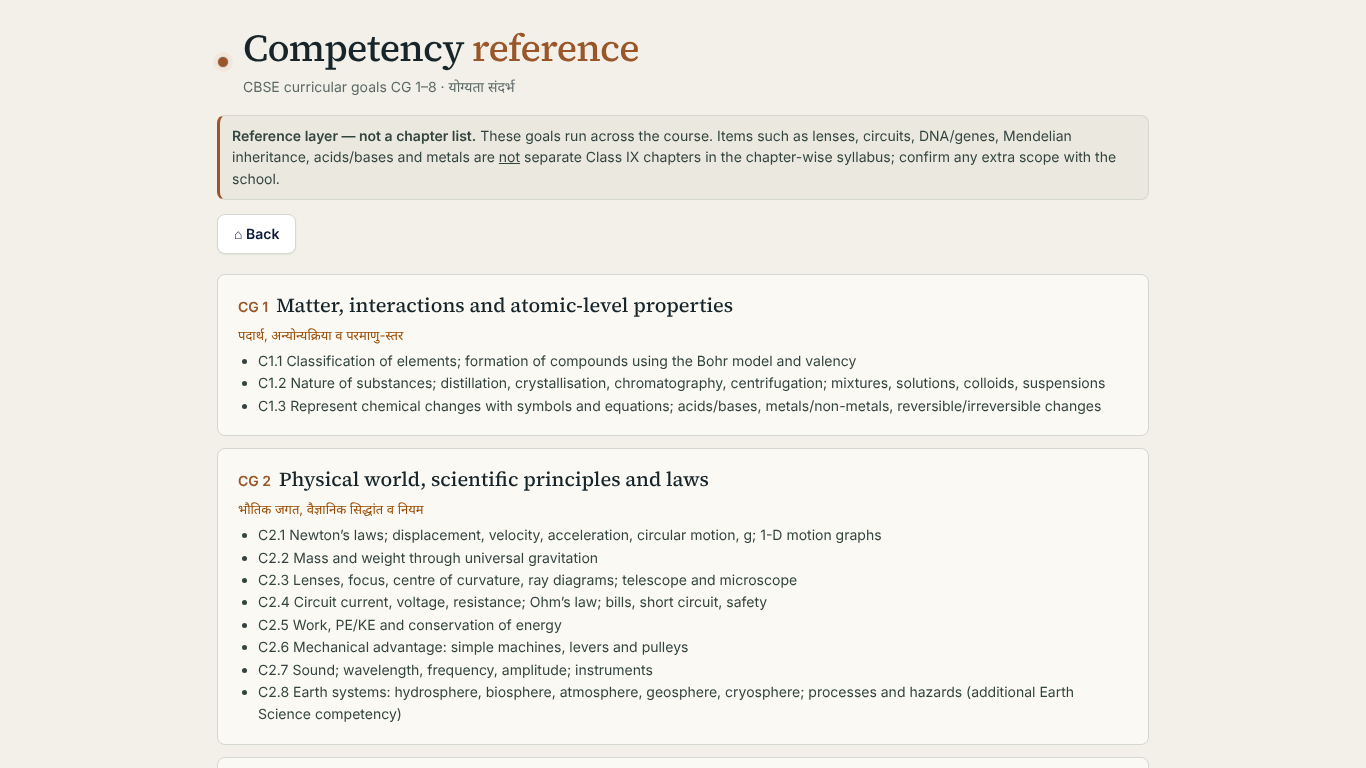 Competency reference
CBSE curricular goals CG 1–8 · योग्यता संदर्भ
Reference layer — not a chapter list. These goals run across the course. Items such as lenses, circuits, DNA/genes, Mendelian
inheritance, acids/bases and metals are not separate Class IX chapters in the chapter-wise syllabus; confirm any extra scope with the
school.
⌂ Back
CG 1 Matter, interactions and atomic-level properties
पदार्थ, अन्योन्यक्रिया व परमाणु-स्तर
• C1.1 Classification of elements; formation of compounds using the Bohr model and valency
• C1.2 Nature of substances; distillation, crystallisation, chromatography, centrifugation; mixtures, solutions, colloids, suspensions
• C1.3 Represent chemical changes with symbols and equations; acids/bases, metals/non-metals, reversible/irreversible changes
CG 2 Physical world, scientific principles and laws
भौतिक जगत, वैज्ञानिक सिद्धांत व नियम
• C2.1 Newton’s laws; displacement, velocity, acceleration, circular motion, g; 1-D motion graphs
• C2.2 Mass and weight through universal gravitation
• C2.3 Lenses, focus, centre of curvature, ray diagrams; telescope and microscope
• C2.4 Circuit current, voltage, resistance; Ohm’s law; bills, short circuit, safety
• C2.5 Work, PE/KE and conservation of energy
• C2.6 Mechanical advantage: simple machines, levers and pulleys
• C2.7 Sound; wavelength, frequency, amplitude; instruments
• C2.8 Earth systems: hydrosphere, biosphere, atmosphere, geosphere, cryosphere; processes and hazards (additional Earth
Science competency)